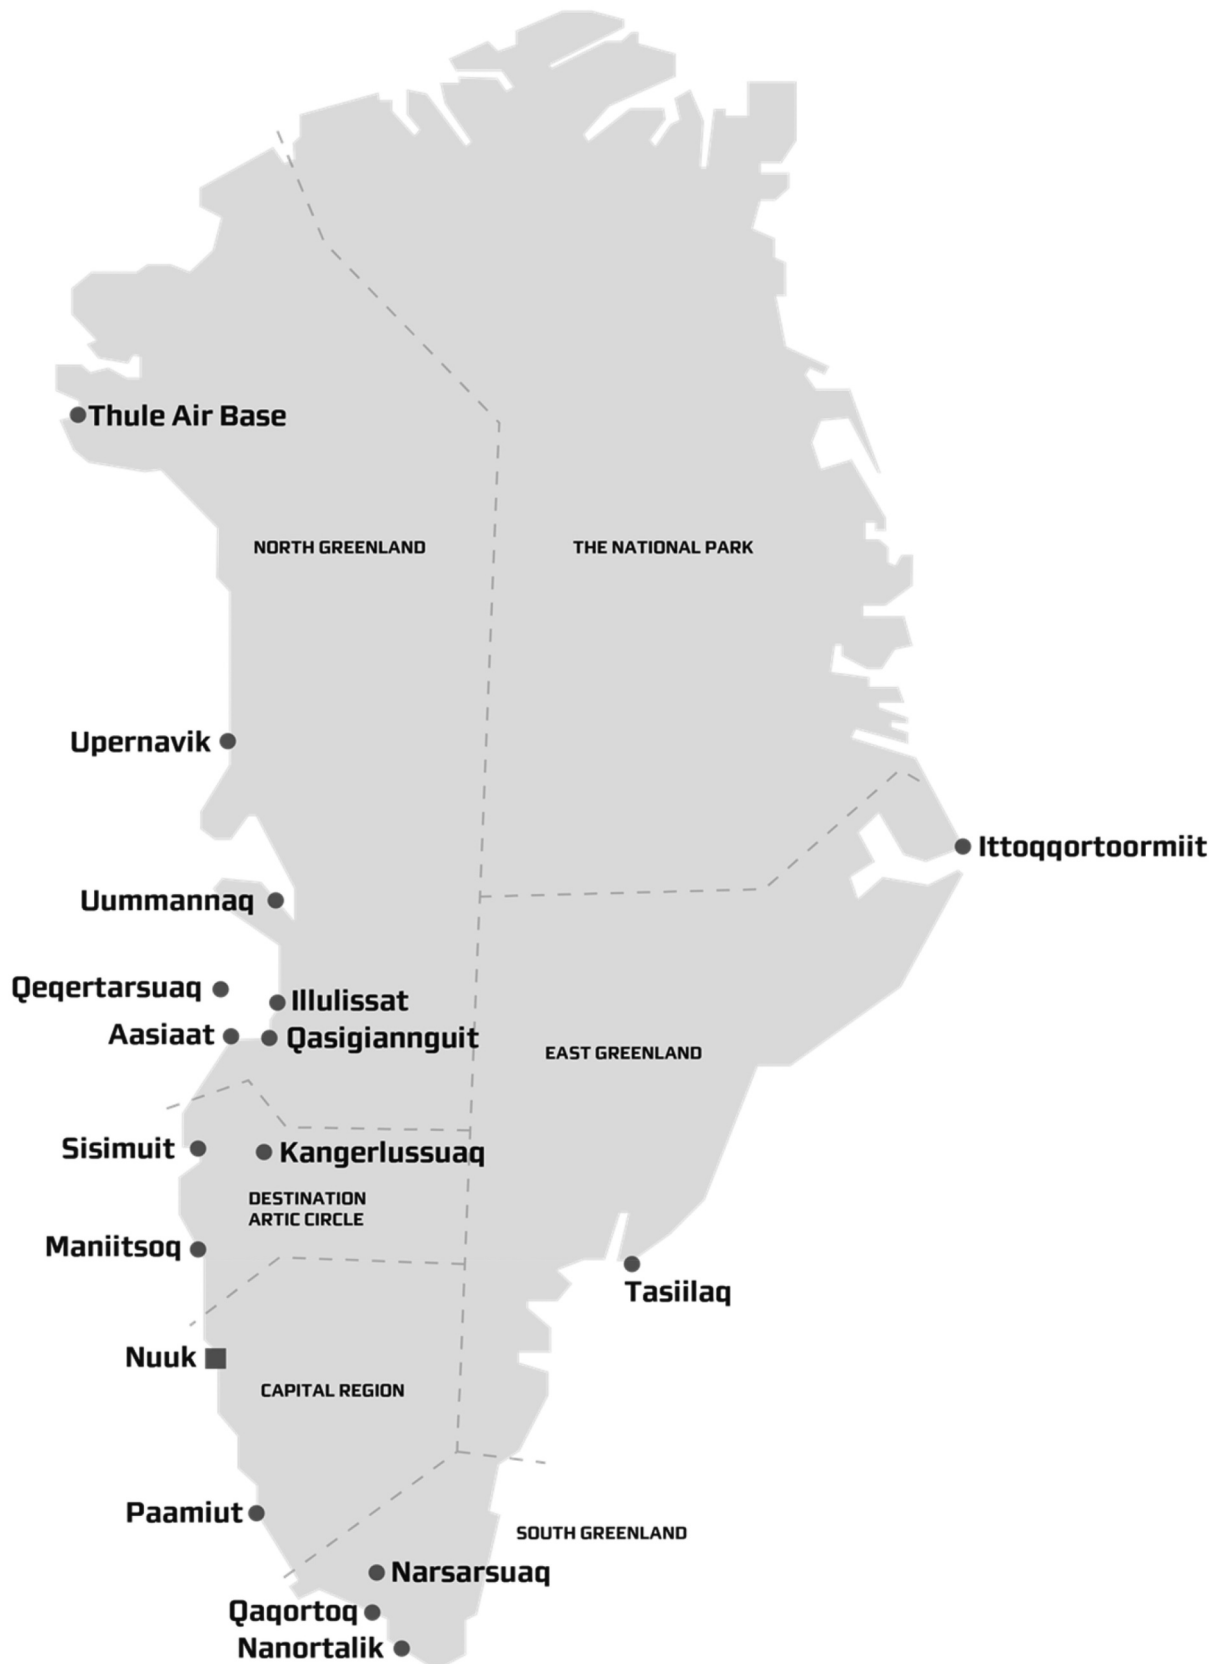 Thule Air Base
NORTH GREENLAND
THE NATIONAL PARK
Upernavik
Ittoqqortoormiit
Uummannaq
Qeqertarsuaq
Illulissat
Aasiaat
Qasigiannguit
EAST GREENLAND
Sisimuit
Kangerlussuaq
DESTINATION
ARTIC CIRCLE
Maniitsoq
Tasiilaq
Nuuk
CAPITAL REGION
Paamiut
SOUTH GREENLAND
Narsarsuaq
Qaqortoq
Nanortalik